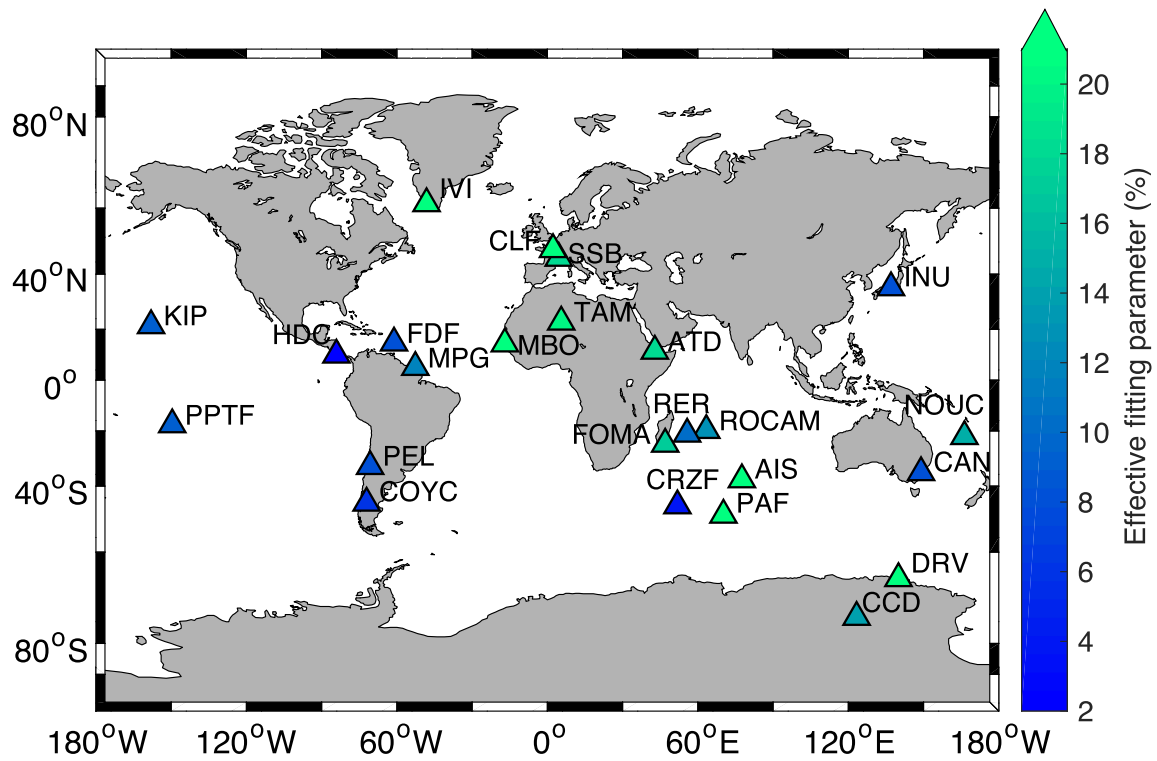 80°N
40°N
0°
40°S
80°S
180°W
120°W
60°W
0°
60°E
120°E
180°W
IVI
CLF
SSB
INU
KIP
HDC
FDF
TAM
MBO
ATD
MPG
RER
NOUC
PPTF
FOMA
ROCAM
PEL
CAN
COYC
CRZF
AIS
PAF
DRV
CCD
20
18
16
14
12
10
8
6
4
2
Effective fitting parameter (%)